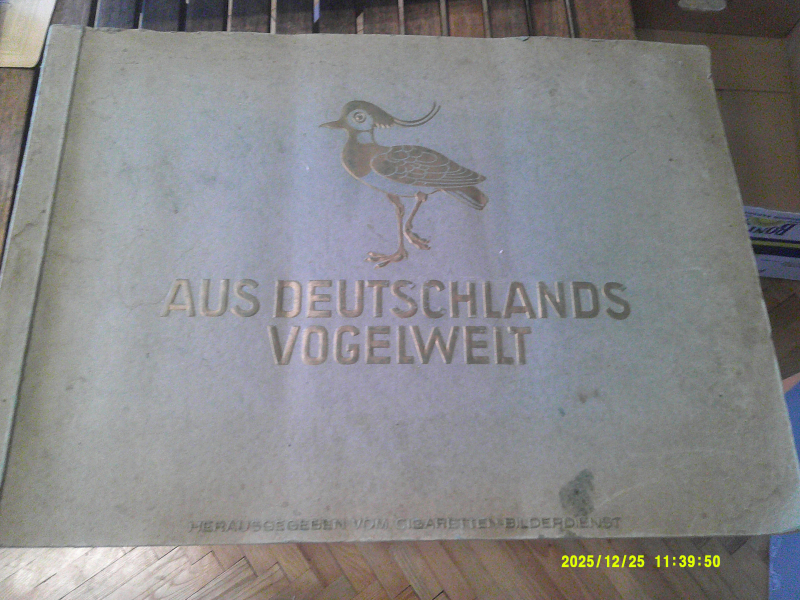 AUS DEUTSCHLANDS
VOGELWELT
HERAUSGEGEBEN VOM CIGARETTEN-BILDERDIENST
2025/12/25 11:39:50